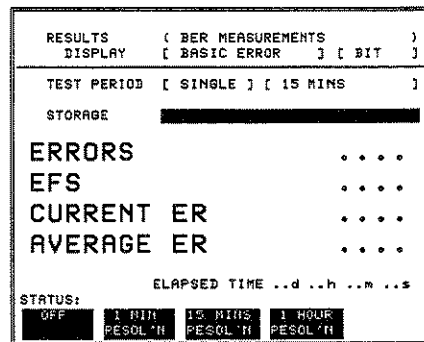 RESULTS ( BER MEASUREMENTS )
DISPLAY [ BASIC ERROR ] [ BIT ]
TEST PERIOD [ SINGLE ] [ 15 MINS ]
STORAGE
ERRORS . . . .
EFS . . . .
CURRENT ER . . . .
AVERAGE ER . . . .
ELAPSED TIME ..d ..h ..m ..s
STATUS:
OFF 1 MIN 15 MINS 1 HOUR
RESOL'N RESOL'N RESOL'N